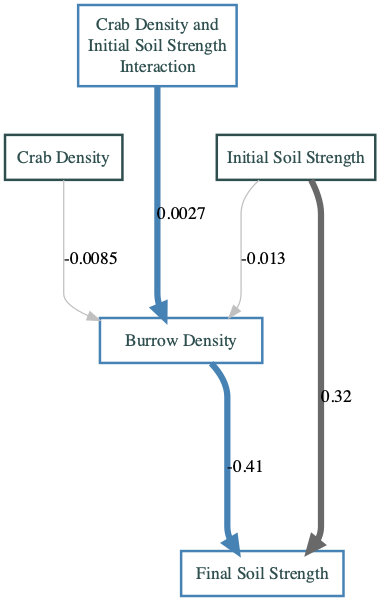 Crab Density and
Initial Soil Strength
Interaction
Crab Density
Initial Soil Strength
0.0027
-0.0085
-0.013
Burrow Density
0.32
-0.41
Final Soil Strength